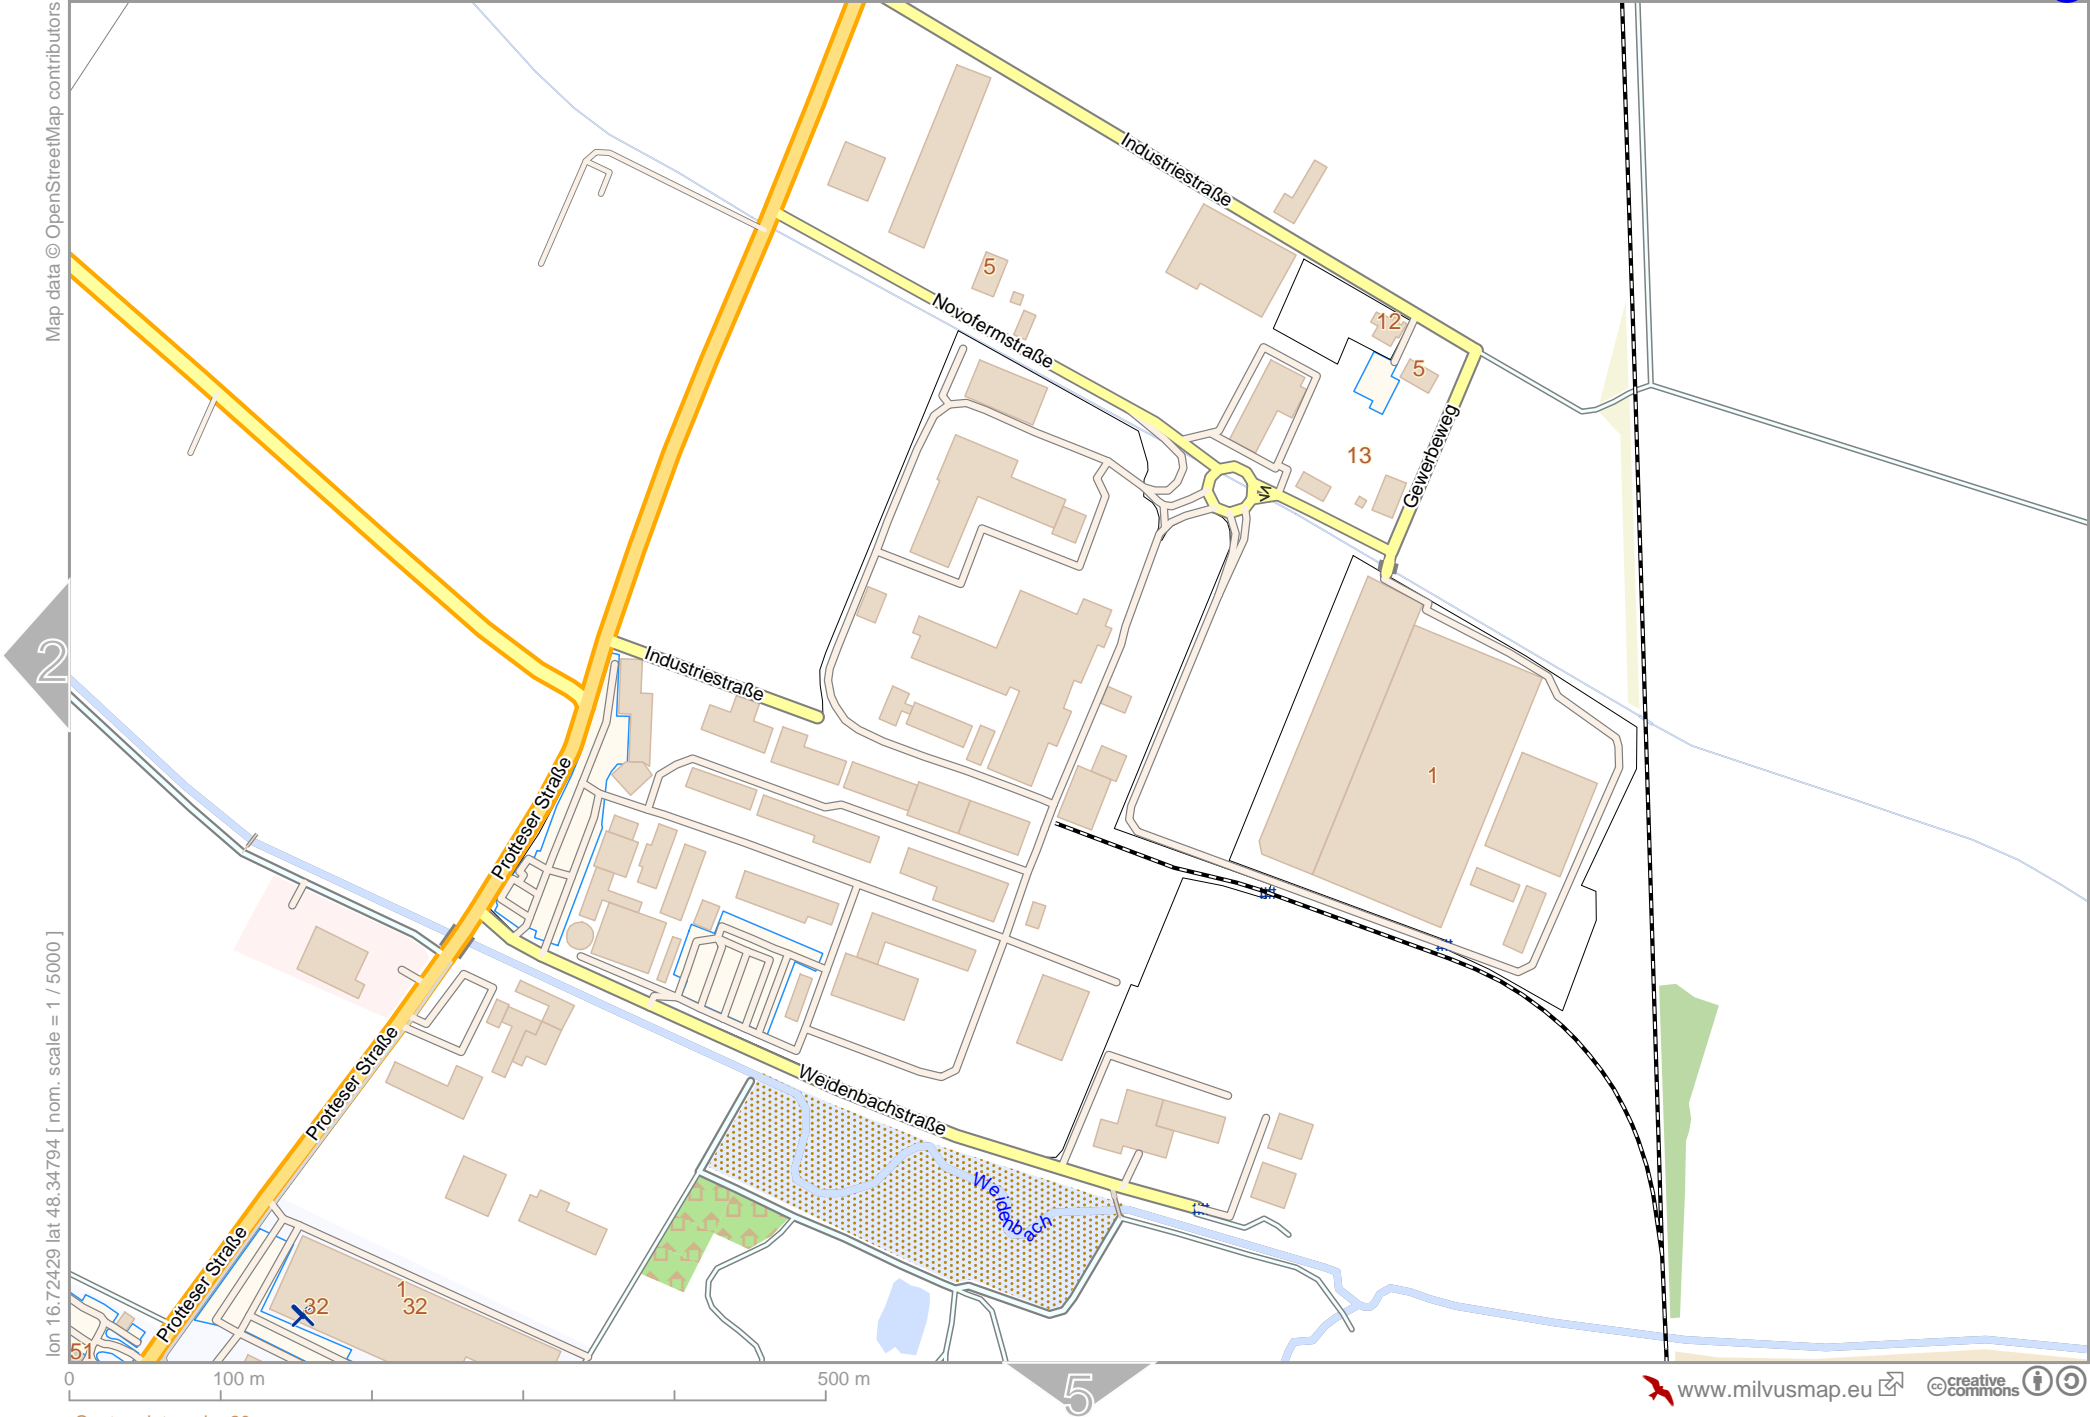 Map data © OpenStreetMap contributors
Industriestraße
5
Novofermstraße
12
5
Gewerbeweg
13
2
Industriestraße
Protteser Straße
1
lon 16.72429 lat 48.34794 [ nom. scale = 1 / 5000 ]
Protteser Straße
Weidenbachstraße
Weidenbach
Protteser Straße
1
32
32
51
0
100 m
500 m
5
www.milvusmap.eu
cc creative commons